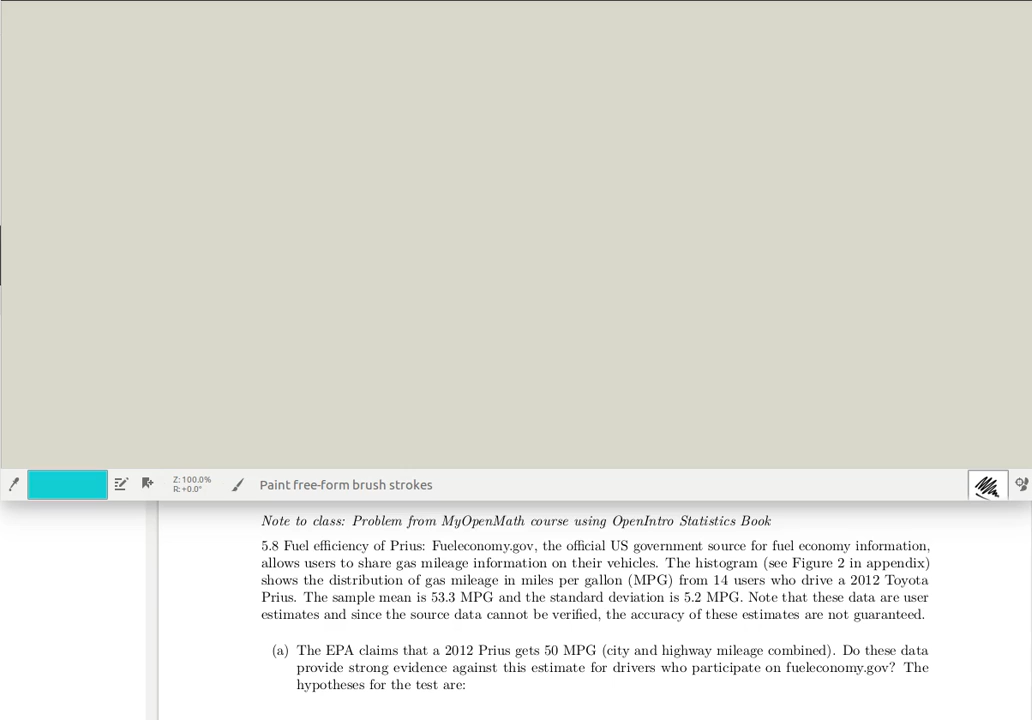 Z: 100.0%
R: +0.0°
Paint free-form brush strokes
Note to class: Problem from MyOpenMath course using OpenIntro Statistics Book
5.8 Fuel efficiency of Prius: Fueleconomy.gov, the official US government source for fuel economy information,
allows users to share gas mileage information on their vehicles. The histogram (see Figure 2 in appendix)
shows the distribution of gas mileage in miles per gallon (MPG) from 14 users who drive a 2012 Toyota
Prius. The sample mean is 53.3 MPG and the standard deviation is 5.2 MPG. Note that these data are user
estimates and since the source data cannot be verified, the accuracy of these estimates are not guaranteed.
(a) The EPA claims that a 2012 Prius gets 50 MPG (city and highway mileage combined). Do these data
provide strong evidence against this estimate for drivers who participate on fueleconomy.gov? The
hypotheses for the test are: